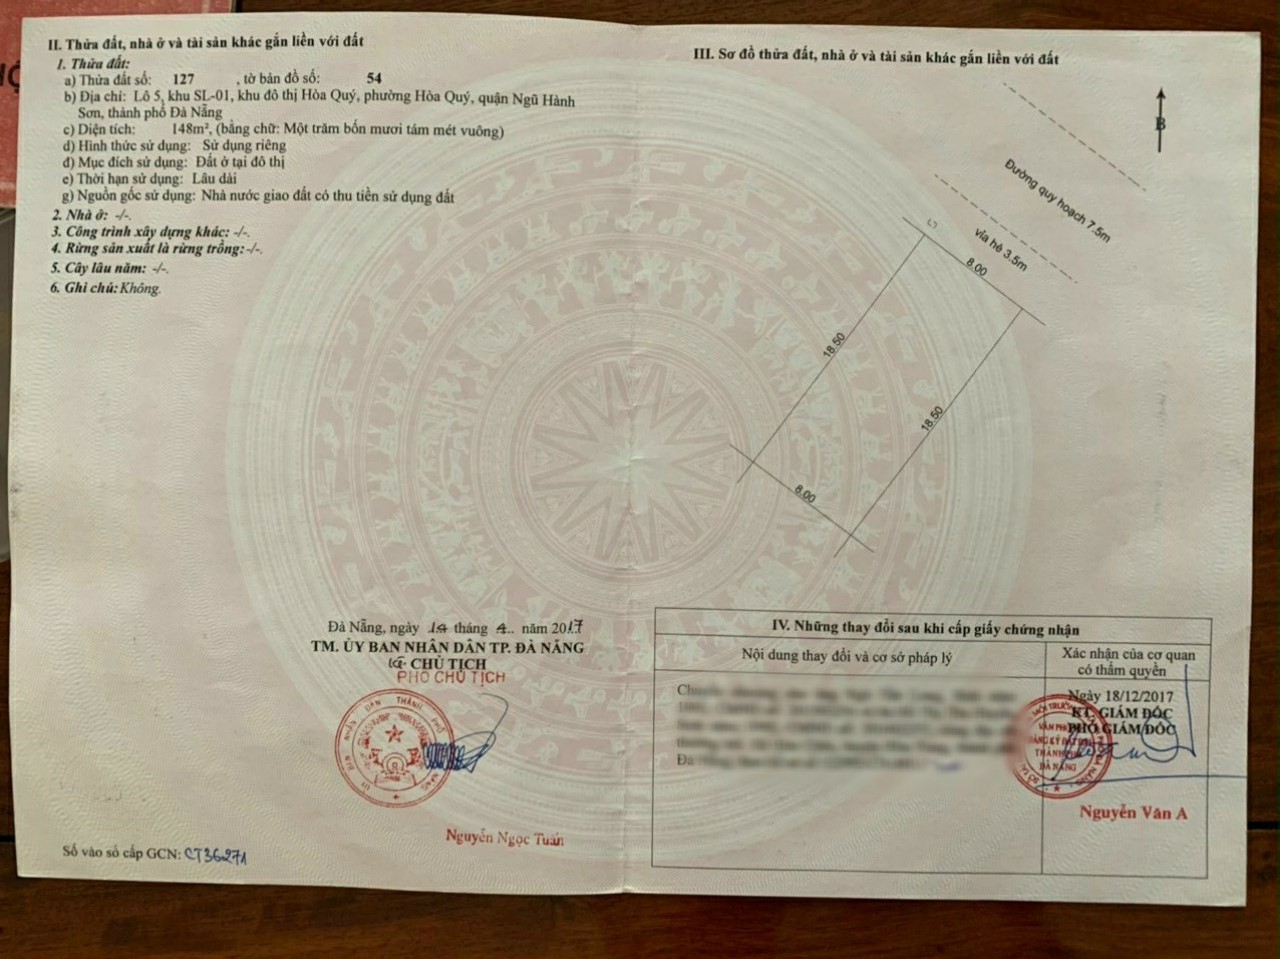 II. Thửa đất, nhà ở và tài sản khác gắn liền với đất
1. Thửa đất:
a) Thửa đất số: 127 , tờ bản đồ số: 54
b) Địa chỉ: Lô 5, khu SL-01, khu đô thị Hòa Quý, phường Hòa Quý, quận Ngũ Hành
Sơn, thành phố Đà Nẵng
c) Diện tích: 148m², (bằng chữ: Một trăm bốn mươi tám mét vuông)
d) Hình thức sử dụng: Sử dụng riêng
đ) Mục đích sử dụng: Đất ở tại đô thị
e) Thời hạn sử dụng: Lâu dài
g) Nguồn gốc sử dụng: Nhà nước giao đất có thu tiền sử dụng đất
2. Nhà ở: -/-.
3. Công trình xây dựng khác: -/-.
4. Rừng sản xuất là rừng trồng: -/-.
5. Cây lâu năm: -/-.
6. Ghi chú: Không.
Đà Nẵng, ngày 14 tháng 4.. năm 2017
TM. ỦY BAN NHÂN DÂN TP. ĐÀ NẴNG
KT. CHỦ TỊCH
PHÓ CHỦ TỊCH
Nguyễn Ngọc Tuấn
Số vào sổ cấp GCN: CT36271
III. Sơ đồ thửa đất, nhà ở và tài sản khác gắn liền với đất
B
Đường quy hoạch 7.5m
vỉa hè 3.5m
8.00
18.50
18.50
8.00
IV. Những thay đổi sau khi cấp giấy chứng nhận
Nội dung thay đổi và cơ sở pháp lý
Xác nhận của cơ quan
có thẩm quyền
Ngày 18/12/2017
KT. GIÁM ĐỐC
PHÓ GIÁM ĐỐC
Nguyễn Văn A